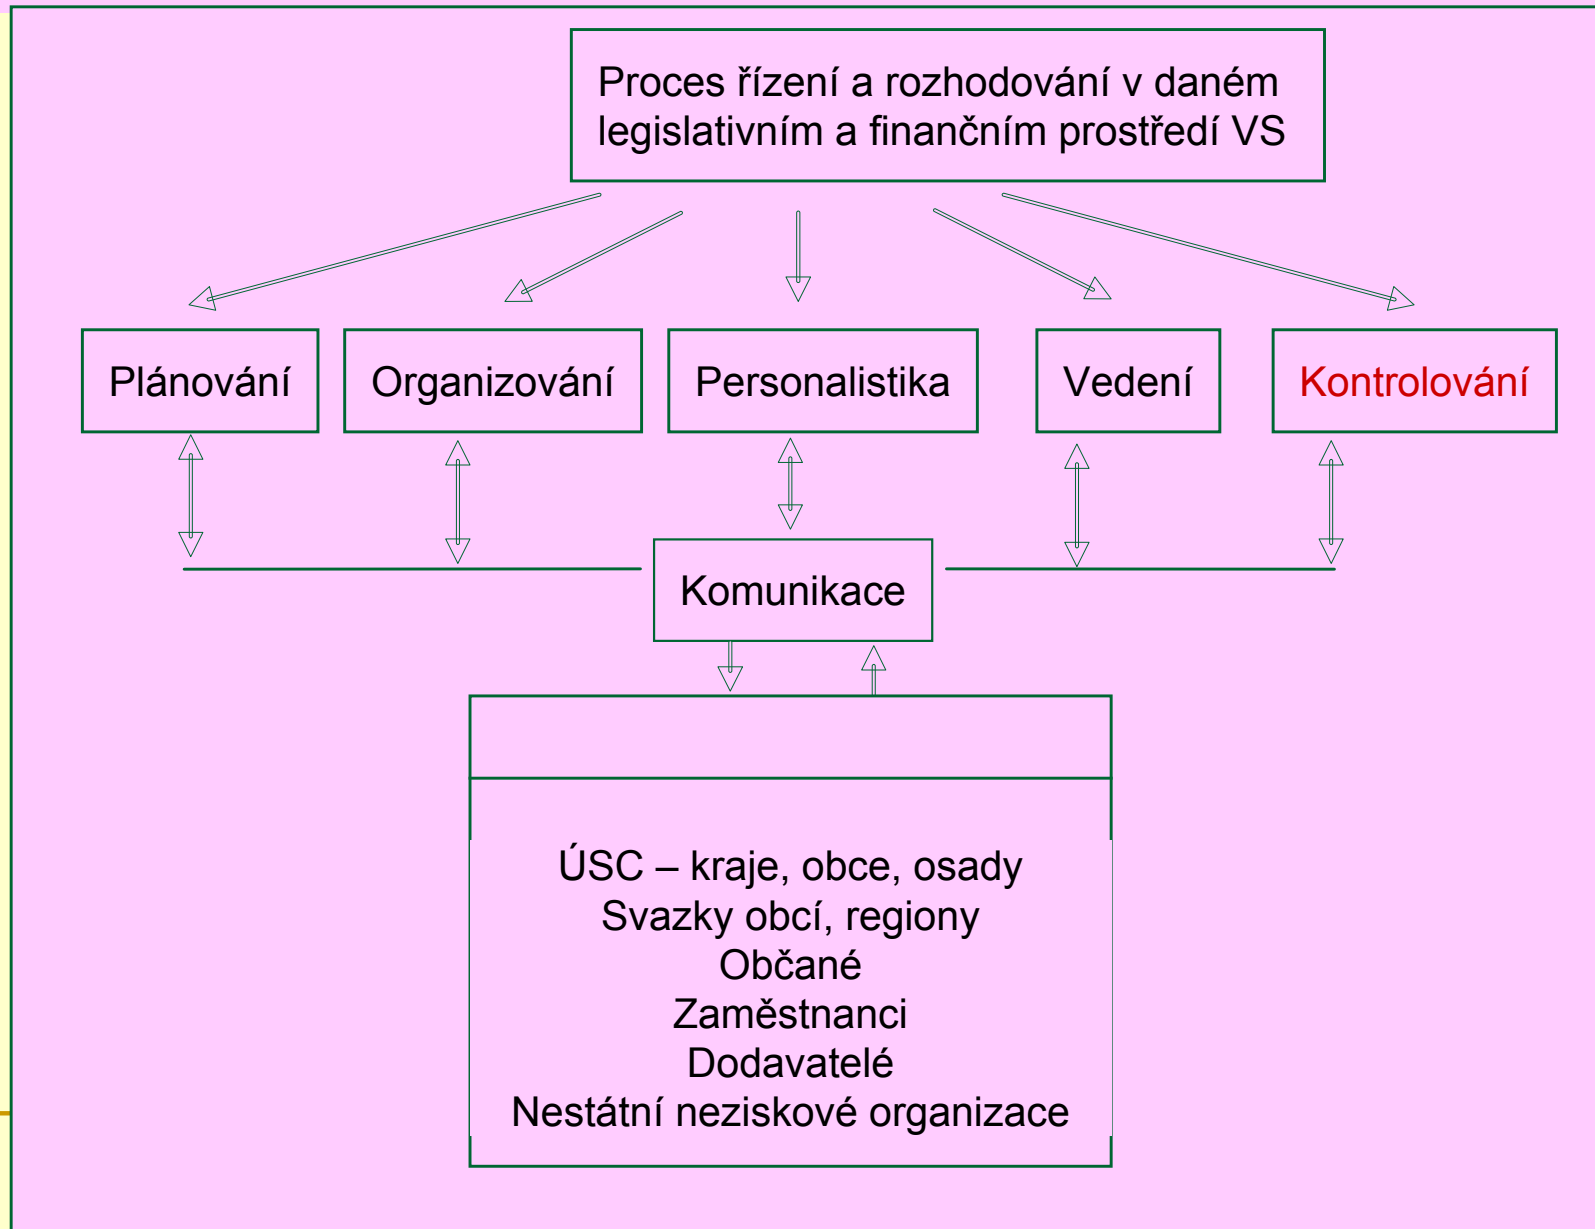 Proces řízení a rozhodování v daném
legislativním a finančním prostředí VS
Plánování
Organizování
Personalistika
Vedení
Kontrolování
Komunikace
ÚSC – kraje, obce, osady
Svazky obcí, regiony
Občané
Zaměstnanci
Dodavatelé
Nestátní neziskové organizace